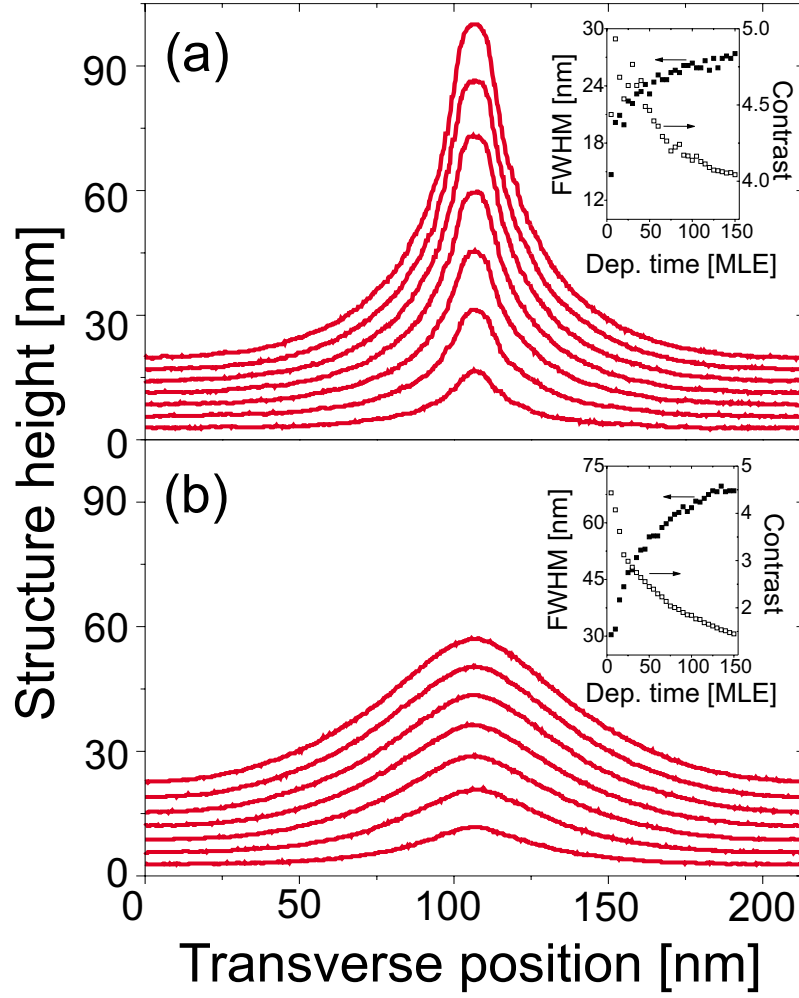 (a)
Structure height [nm]
90
60
30
0
FWHM [nm]
30
24
18
12
Contrast
5.0
4.5
4.0
0 50 100 150
Dep. time [MLE]
(b)
90
60
30
0
FWHM [nm]
75
60
45
30
Contrast
5
4
3
2
0 50 100 150
Dep. time [MLE]
0 50 100 150 200
Transverse position [nm]